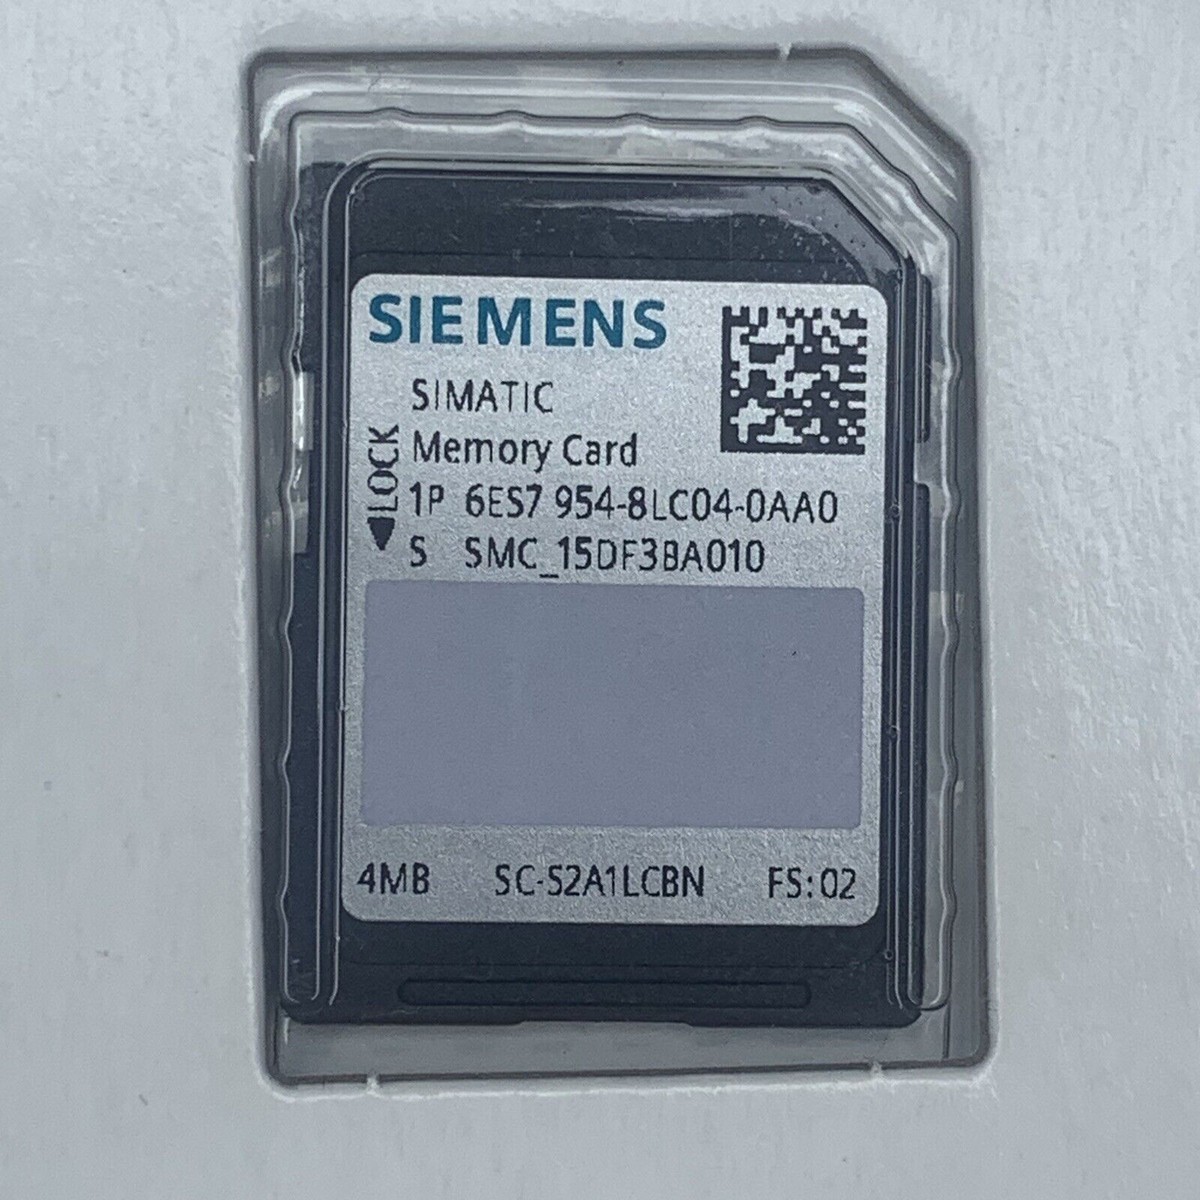 SIEMENS
SIMATIC
Memory Card
LOCK
1P 6ES7 954-8LC04-0AA0
S SMC_15DF3BA010
4MB SC-S2A1LCBN FS:02